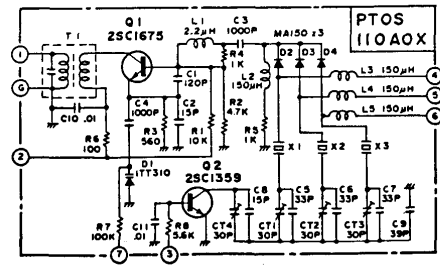 PTOS
110A0X
Q1
2SC1675
T1
L1
2.2μH
C3
1000P
MA150 x3
D2
D3
D4
R4
1K
L2
150μH
L3 150μH
L4 150μH
L5 150μH
1
G
2
3
4
5
6
7
C1
120P
C2
15P
C4
1000P
R3
560
R1
10K
R2
4.7K
R5
1K
C10 .01
R6
100
D1
1TT310
Q2
2SC1359
X1
X2
X3
R7
100K
C11
.01
R8
5.6K
CT4
30P
C8
15P
CT1
30P
C5
33P
CT2
30P
C6
33P
CT3
30P
C7
33P
C9
39P